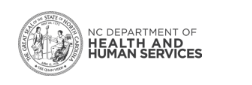 NC DEPARTMENT OF
HEALTH AND
HUMAN SERVICES